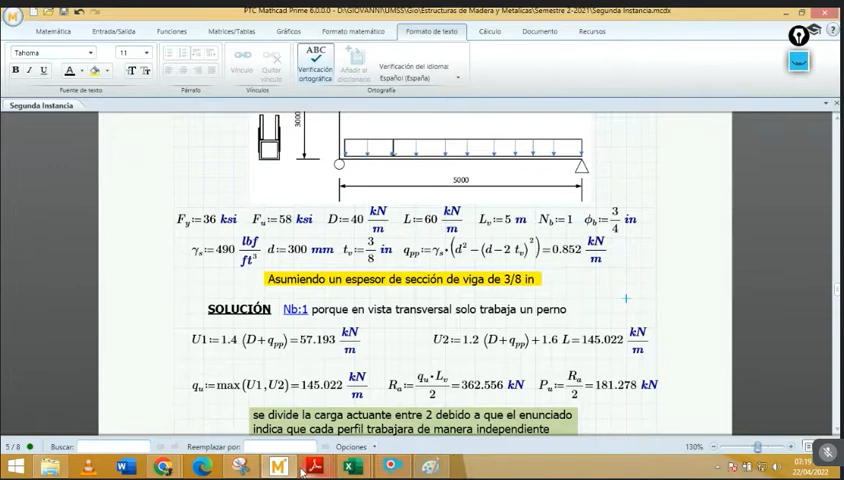 PTC Mathcad Prime 6.0.0.0 - D:\GIOVANNI\UMSS\Gio\Estructuras de Madera y Metalicas\Semestre 2-2021\Segunda Instancia.mcdx
Matemática Entrada/Salida Funciones Matrices/Tablas Gráficos Formato matemático Formato de texto Cálculo Documento Recursos
Tahoma 11 ABC Verificación del idioma:
B I U Vínculo Quitar vínculo Verificación ortográfica Añadir al diccionario Español (España)
Fuente de texto Párrafo Vínculos Ortografía
Segunda Instancia
3000
5000
F_y:=36 ksi F_u:=58 ksi D:=40 kN/m L:=60 kN/m L_v:=5 m N_b:=1 ϕ_b:=3/4 in
γ_s:=490 lbf/ft^3 d:=300 mm t_v:=3/8 in q_pp:=γ_s·(d^2-(d-2 t_v)^2)=0.852 kN/m
Asumiendo un espesor de sección de viga de 3/8 in
SOLUCIÓN Nb:1 porque en vista transversal solo trabaja un perno
U1:=1.4 (D+q_pp)=57.193 kN/m U2:=1.2 (D+q_pp)+1.6 L=145.022 kN/m
q_u:=max(U1,U2)=145.022 kN/m R_a:=q_u·L_v/2=362.556 kN P_u:=R_a/2=181.278 kN
se divide la carga actuante entre 2 debido a que el enunciado
indica que cada perfil trabajara de manera independiente
5 / 8 Buscar: Reemplazar por: Opciones 130%
07:19
22/04/2022